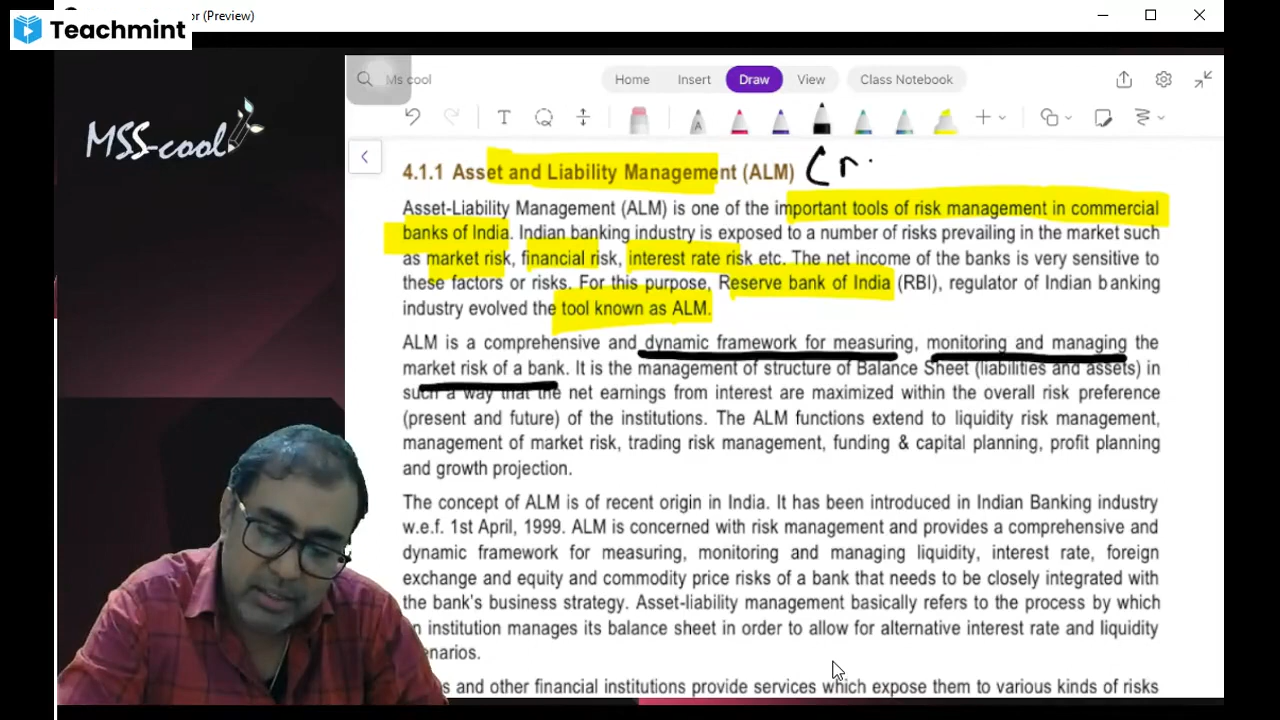 or (Preview)
Teachmint
Ms cool
Home Insert Draw View Class Notebook
MSS-cool
4.1.1 Asset and Liability Management (ALM) (r
Asset-Liability Management (ALM) is one of the important tools of risk management in commercial
banks of India. Indian banking industry is exposed to a number of risks prevailing in the market such
as market risk, financial risk, interest rate risk etc. The net income of the banks is very sensitive to
these factors or risks. For this purpose, Reserve bank of India (RBI), regulator of Indian banking
industry evolved the tool known as ALM.
ALM is a comprehensive and dynamic framework for measuring, monitoring and managing the
market risk of a bank. It is the management of structure of Balance Sheet (liabilities and assets) in
such a way that the net earnings from interest are maximized within the overall risk preference
(present and future) of the institutions. The ALM functions extend to liquidity risk management,
management of market risk, trading risk management, funding & capital planning, profit planning
and growth projection.
The concept of ALM is of recent origin in India. It has been introduced in Indian Banking industry
w.e.f. 1st April, 1999. ALM is concerned with risk management and provides a comprehensive and
dynamic framework for measuring, monitoring and managing liquidity, interest rate, foreign
exchange and equity and commodity price risks of a bank that needs to be closely integrated with
the bank's business strategy. Asset-liability management basically refers to the process by which
n institution manages its balance sheet in order to allow for alternative interest rate and liquidity
enarios.
s and other financial institutions provide services which expose them to various kinds of risks